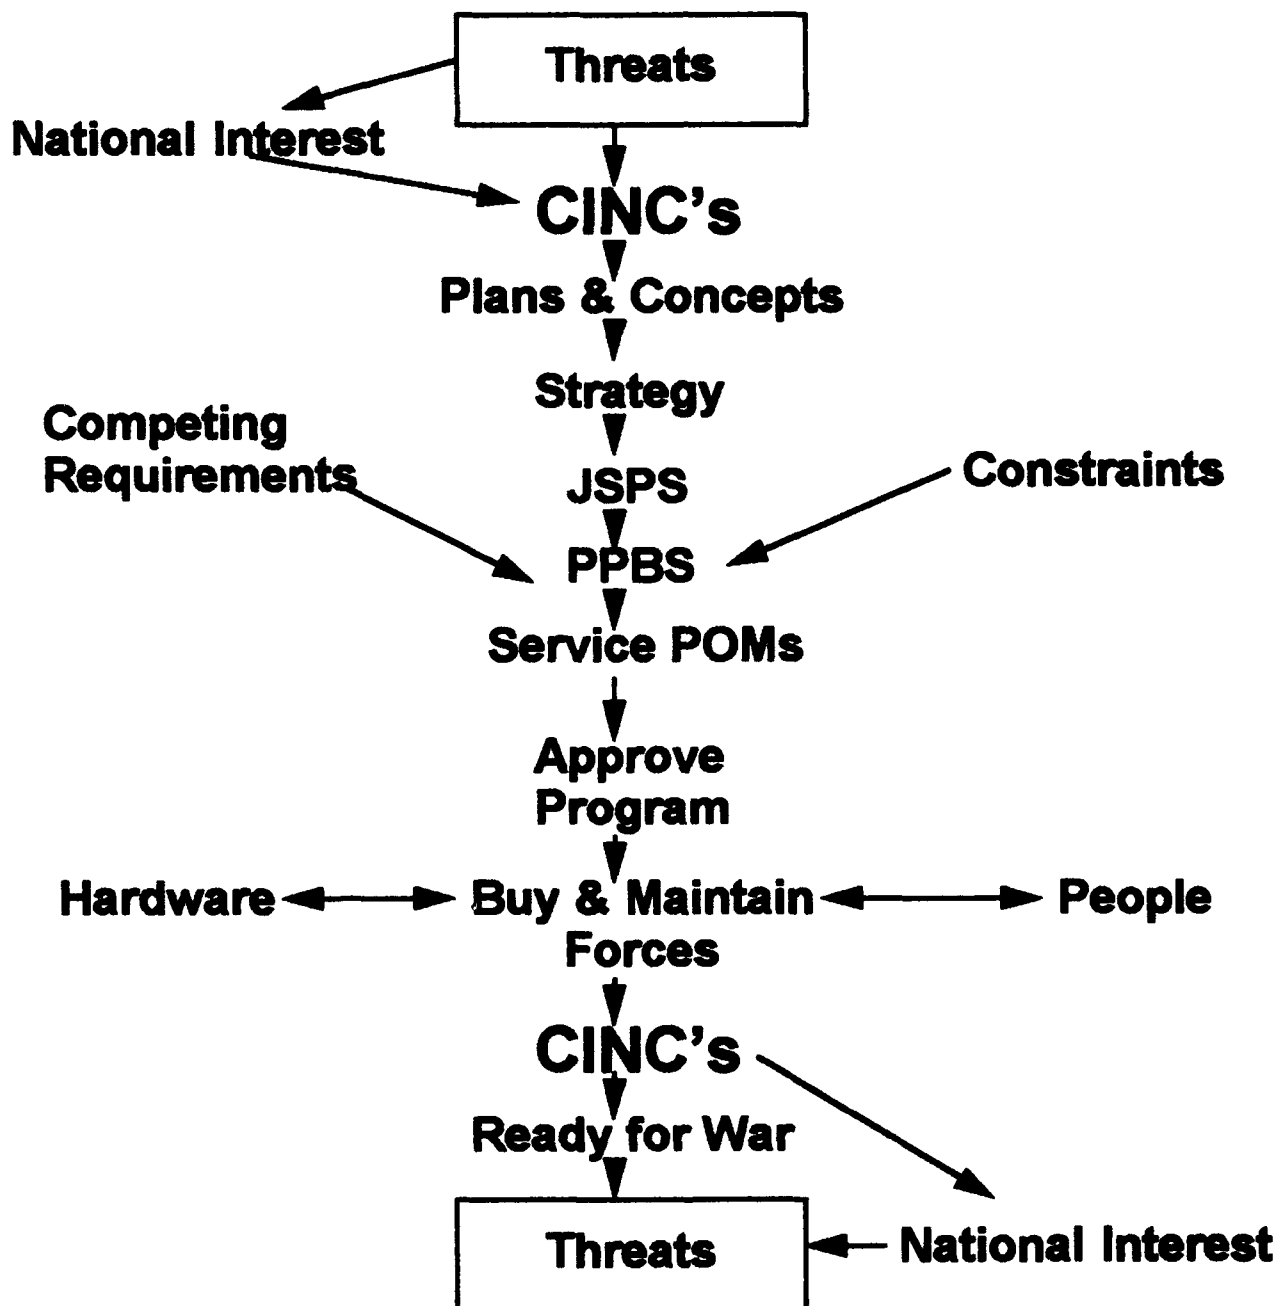 Threats
National Interest
CINC's
Plans & Concepts
Strategy
Competing
Requirements
Constraints
JSPS
PPBS
Service POMs
Approve
Program
Hardware
Buy & Maintain
Forces
People
CINC's
Ready for War
Threats
National Interest